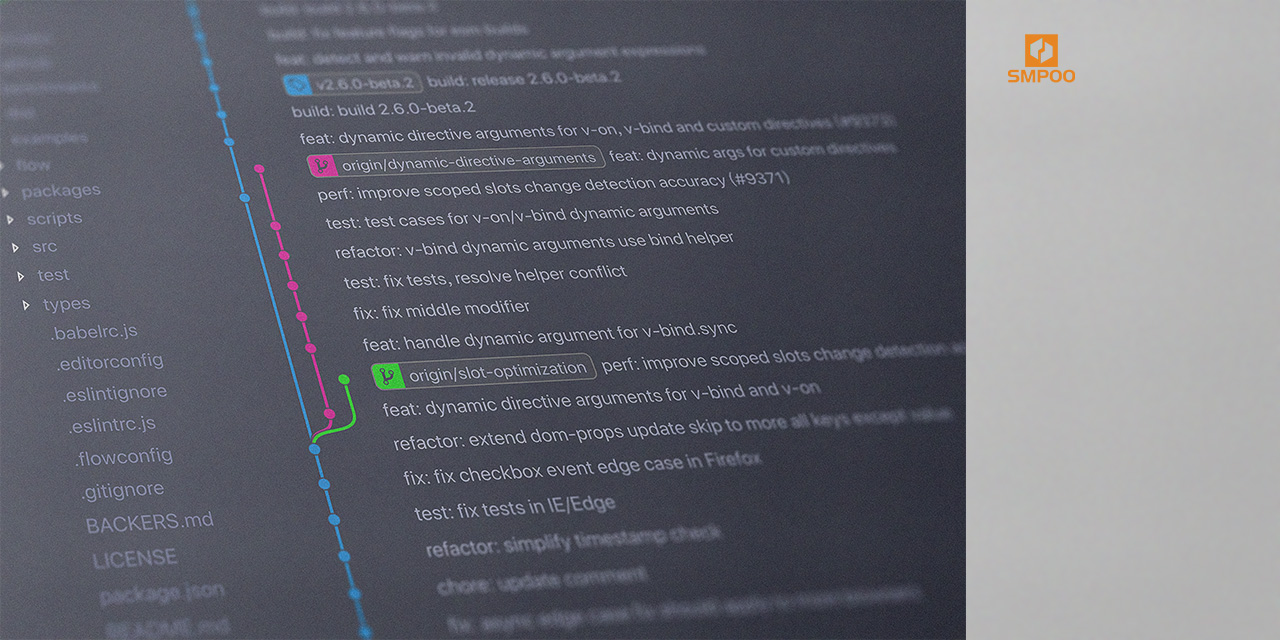 SMPOO
build: fix feature flags for esm builds
feat: detect and warn invalid dynamic argument expressions
v2.6.0-beta.2 build: release 2.6.0-beta.2
build: build 2.6.0-beta.2
feat: dynamic directive arguments for v-on, v-bind and custom directives (#9373)
origin/dynamic-directive-arguments feat: dynamic args for custom directives
perf: improve scoped slots change detection accuracy (#9371)
test: test cases for v-on/v-bind dynamic arguments
refactor: v-bind dynamic arguments use bind helper
test: fix tests, resolve helper conflict
fix: fix middle modifier
feat: handle dynamic argument for v-bind.sync
origin/slot-optimization perf: improve scoped slots change detection
feat: dynamic directive arguments for v-bind and v-on
refactor: extend dom-props update skip to more all keys except value
fix: fix checkbox event edge case in Firefox
test: fix tests in IE/Edge
refactor: simplify timestamp check
chore: update comment
examples
flow
packages
scripts
src
test
types
.babelrc.js
.editorconfig
.eslintignore
.eslintrc.js
.flowconfig
.gitignore
BACKERS.md
LICENSE
package.json
README.md